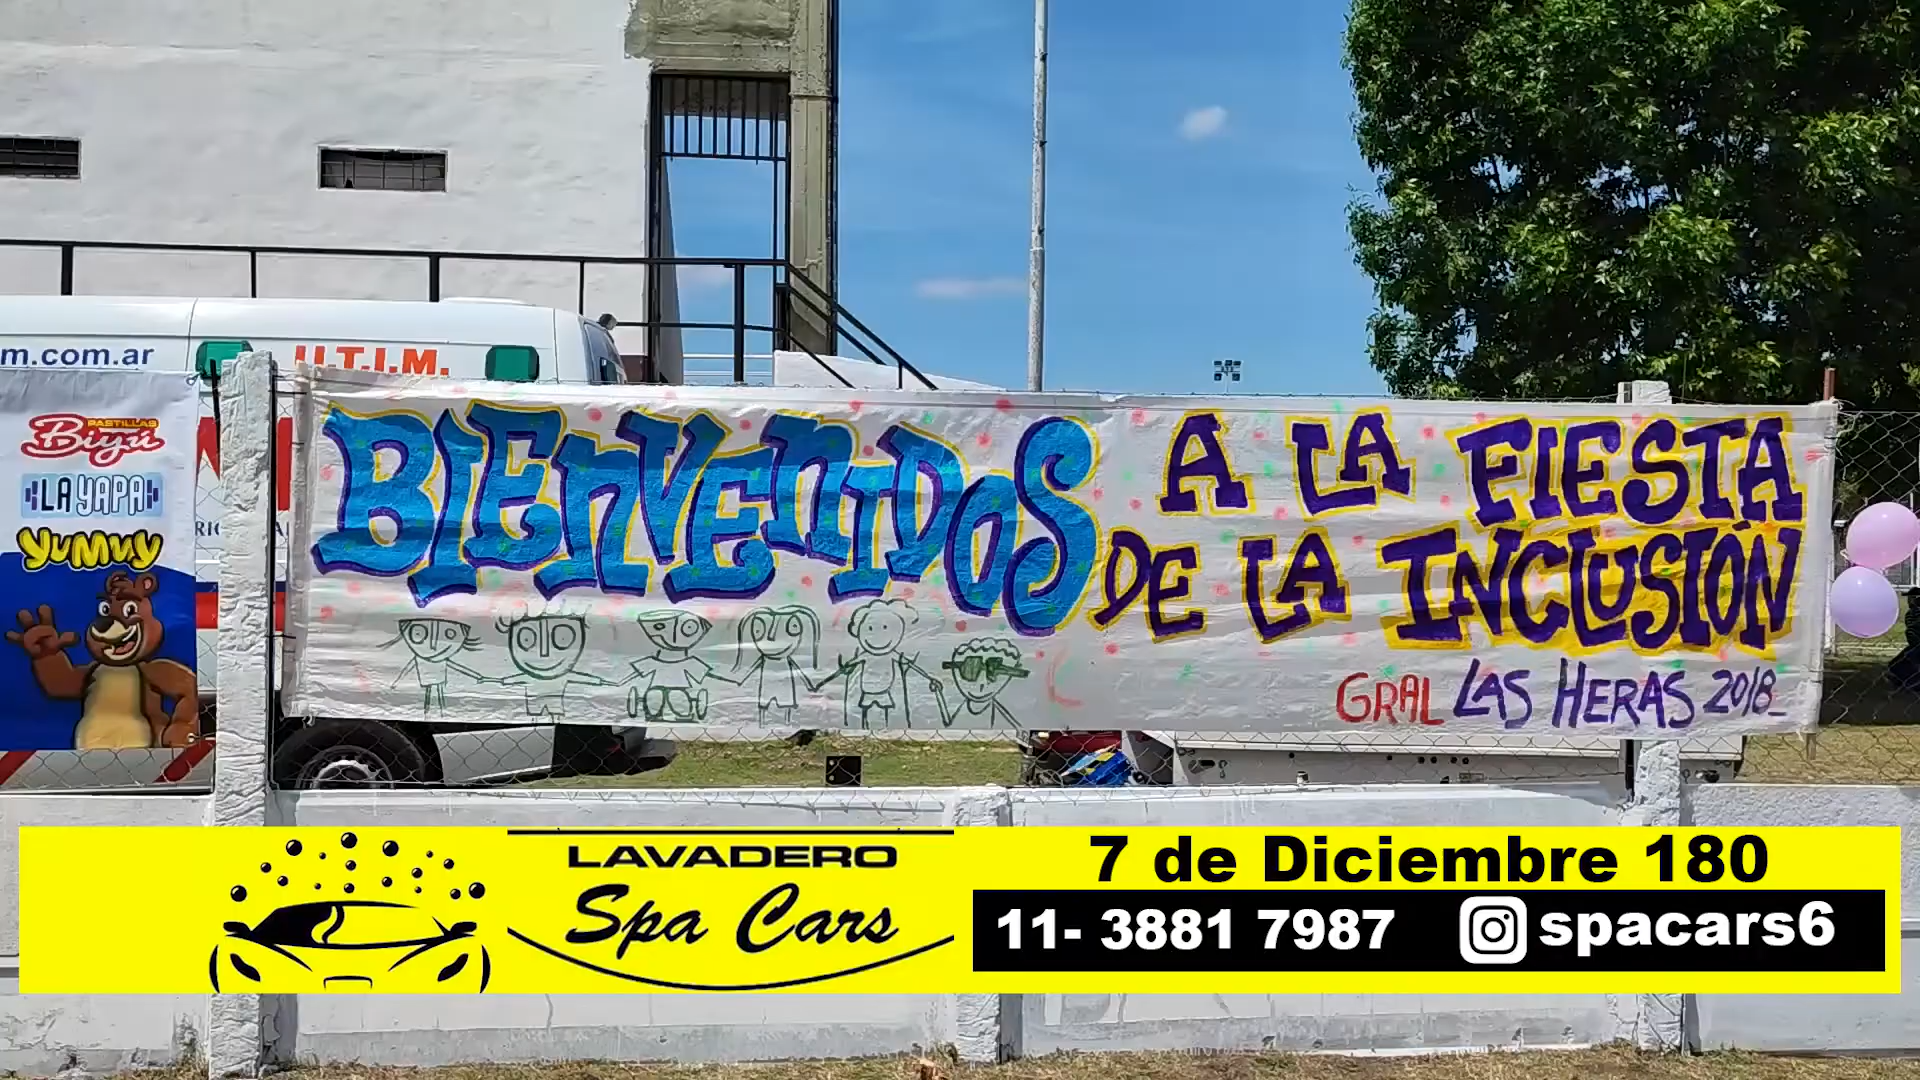 m.com.ar
U.T.I.M.
PASTILLAS
Biyú
LA YAPA
YUMUY
BIENVENIDOS
A LA FIESTA
DE LA INCLUSIÓN
GRAL LAS HERAS 2018
LAVADERO
Spa Cars
7 de Diciembre 180
11- 3881 7987
spacars6